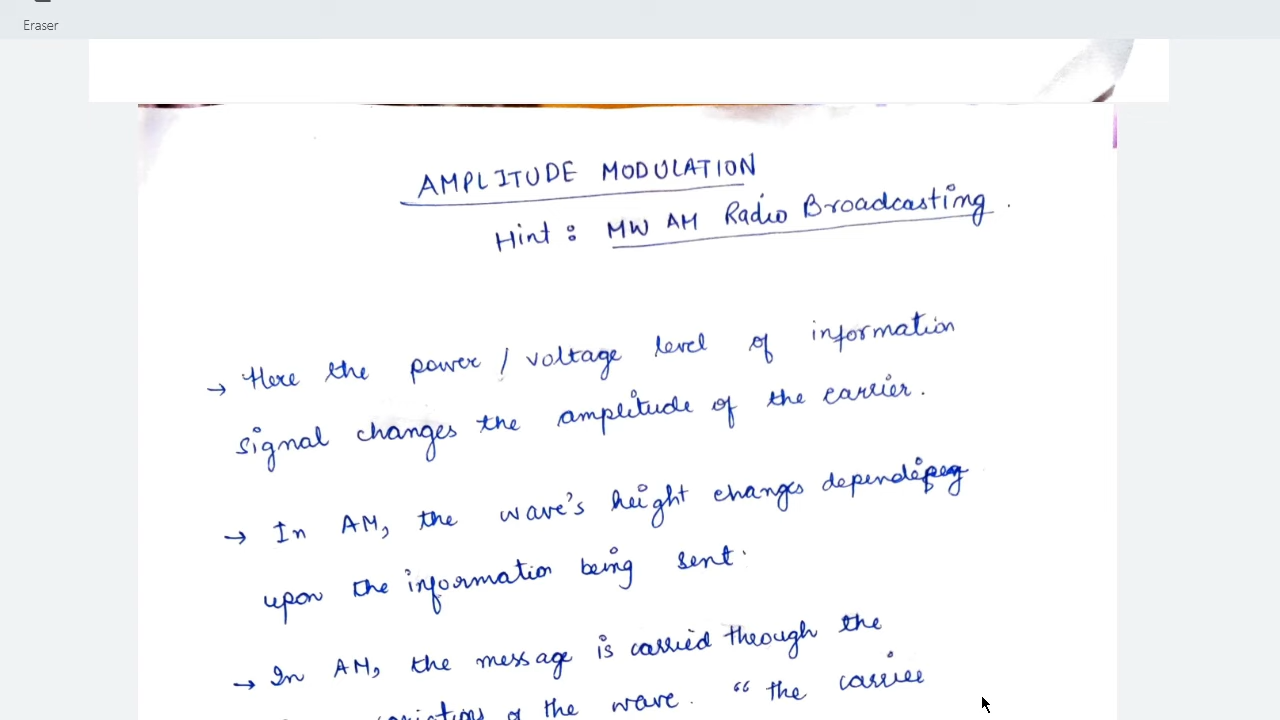 Eraser
AMPLITUDE MODULATION
Hint : MW AM Radio Broadcasting .
→ Here the power / voltage level of information
signal changes the amplitude of the carrier.
→ In AM, the wave's height changes depending
upon the information being sent.
→ In AM, the message is carried through the
of the wave. “ the carrier